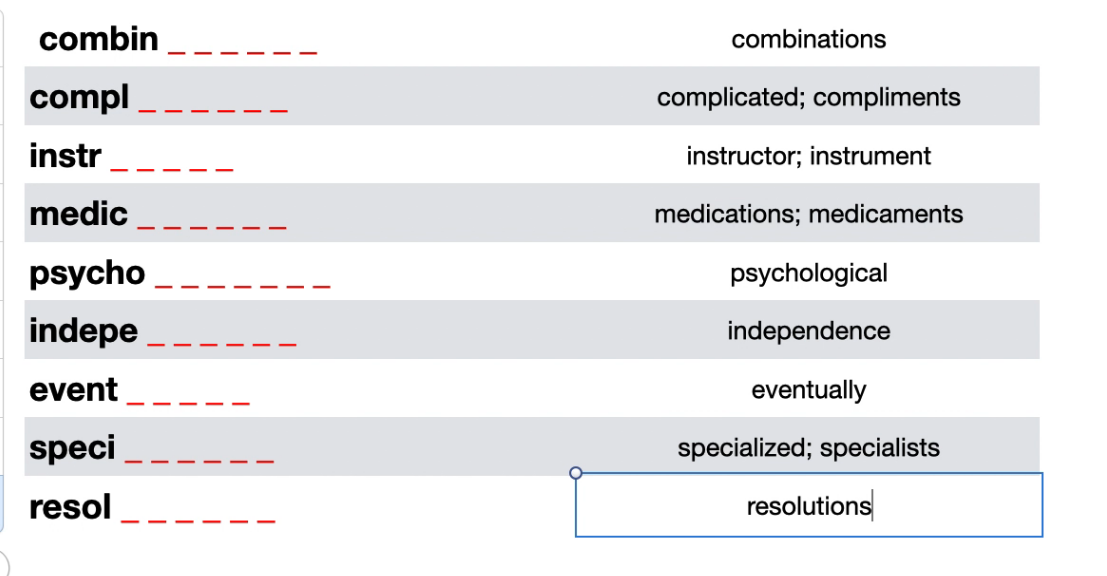 combin _ _ _ _ _ _ combinations
compl _ _ _ _ _ _ complicated; compliments
instr _ _ _ _ _ instructor; instrument
medic _ _ _ _ _ _ medications; medicaments
psycho _ _ _ _ _ _ _ psychological
indepe _ _ _ _ _ _ independence
event _ _ _ _ _ eventually
speci _ _ _ _ _ _ specialized; specialists
resol _ _ _ _ _ _ resolutions